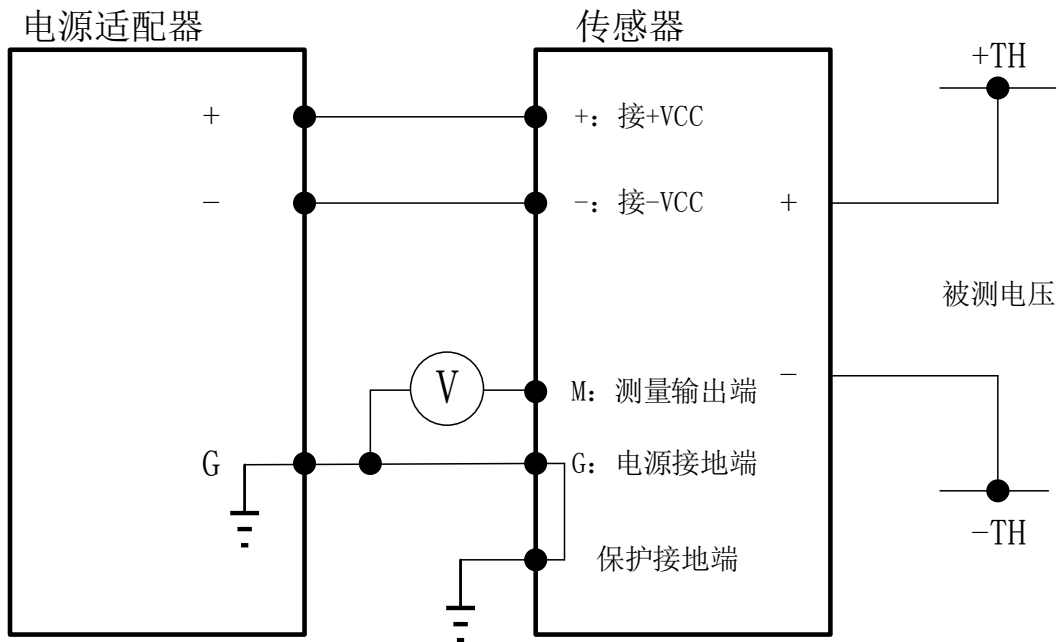 电源适配器
传感器
+TH
+
+: 接+VCC
−
−: 接−VCC
+
被测电压
V
M: 测量输出端
−
G
G: 电源接地端
−TH
保护接地端